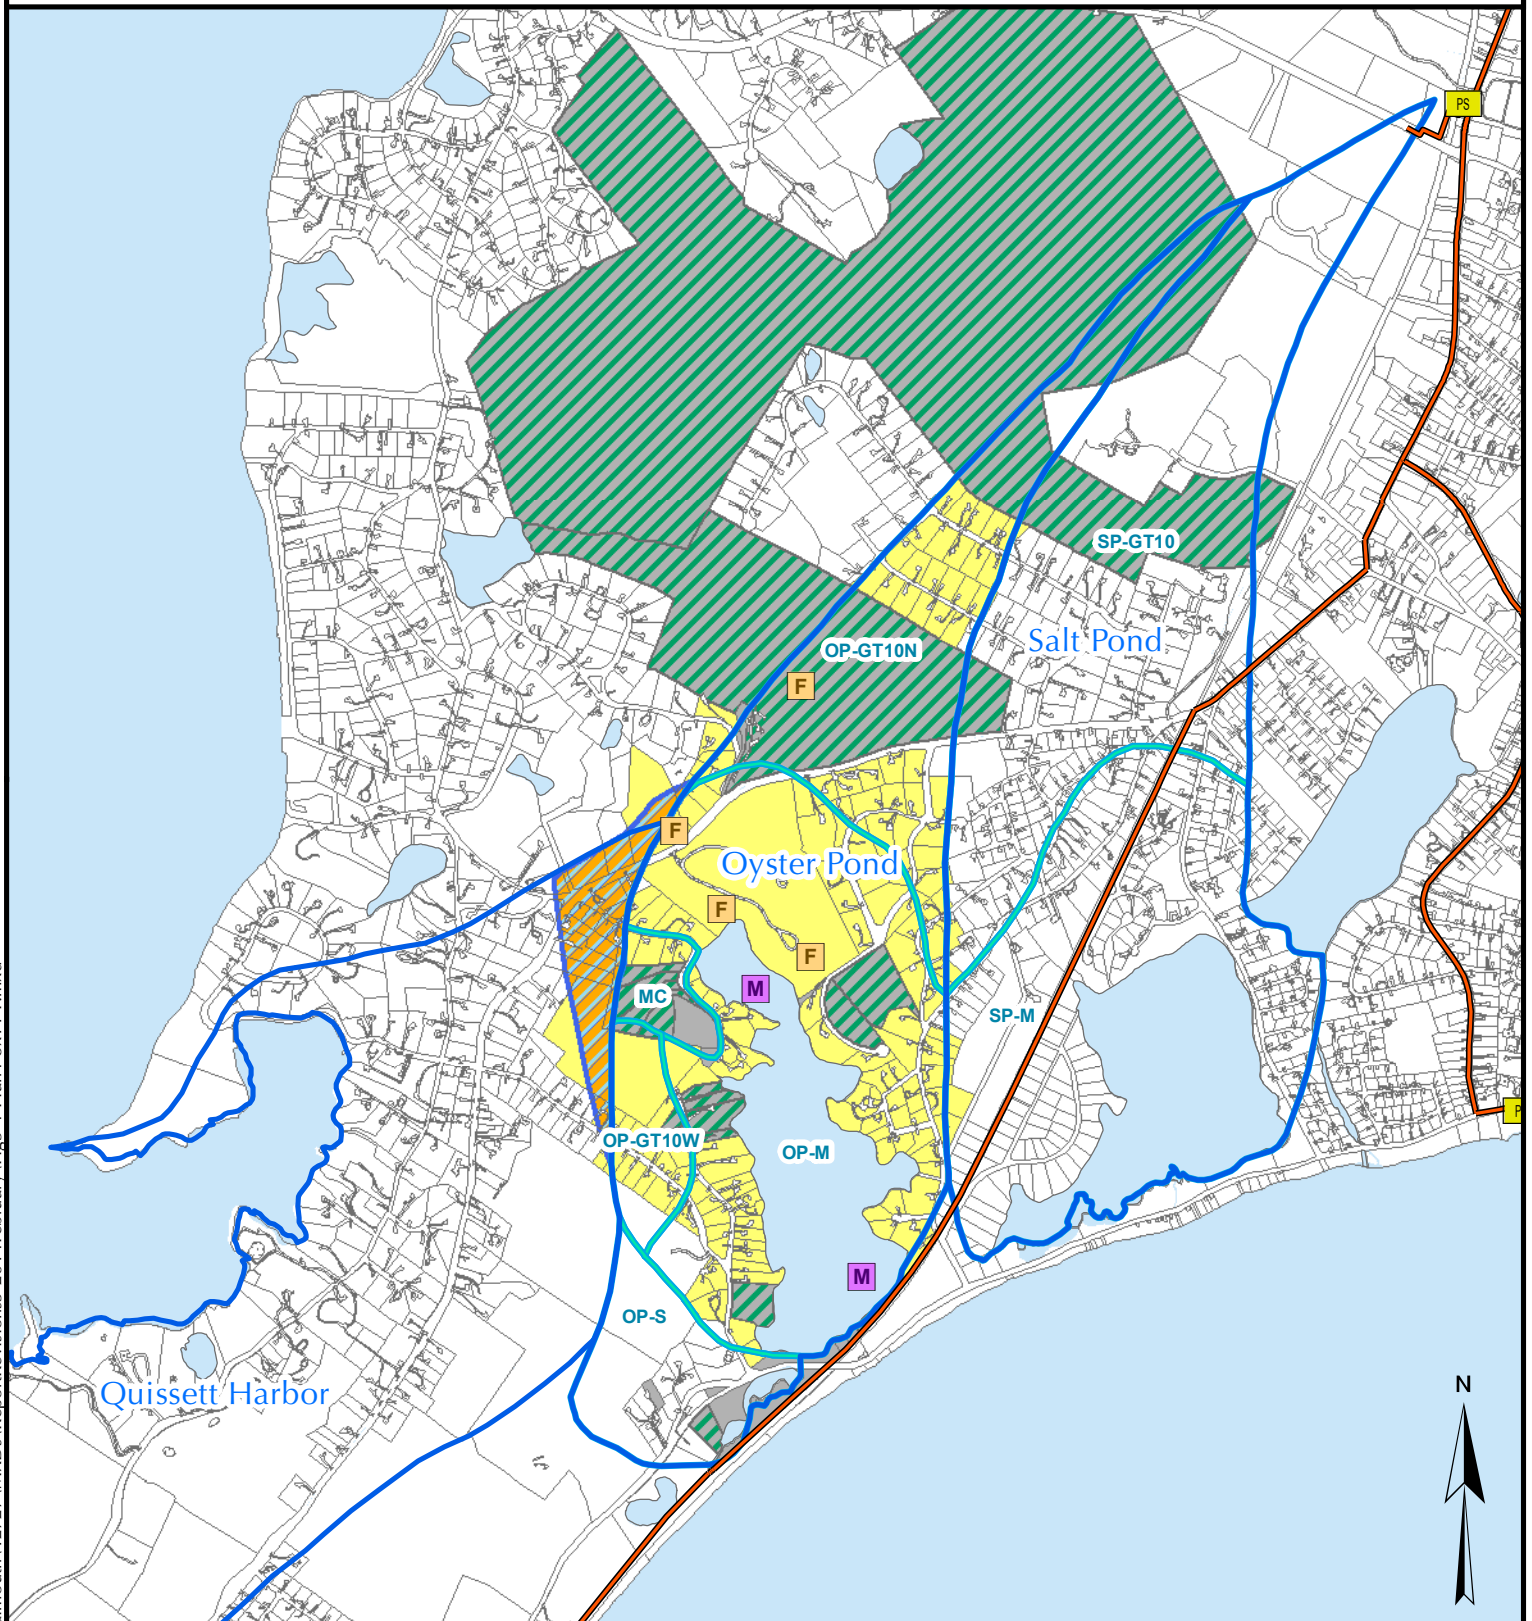 PS
SP-GT10
Salt Pond
OP-GT10N
F
F
Oyster Pond
F
F
M
MC
SP-M
P
OP-GT10W
OP-M
M
OP-S
Quissett Harbor
N